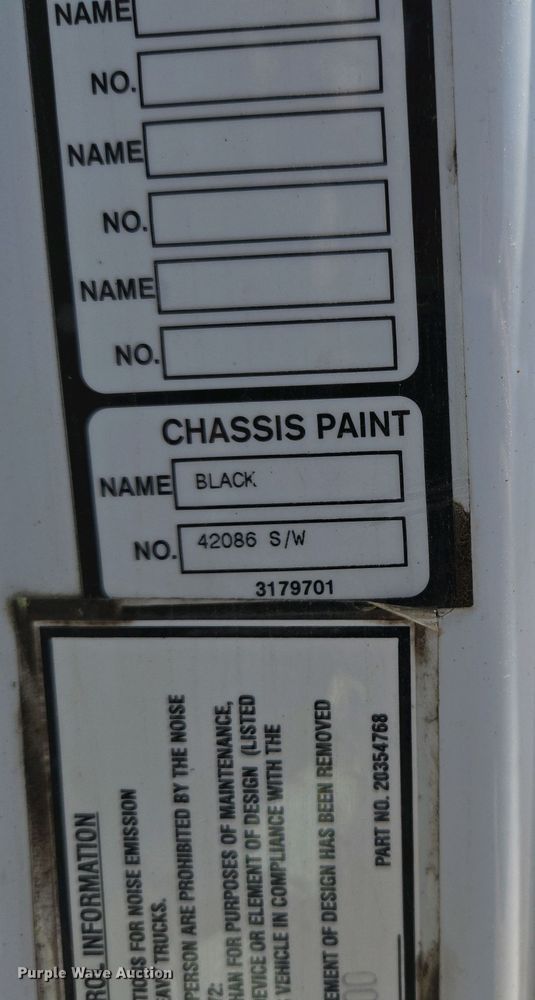 NAME
NO.
NAME
NO.
NAME
NO.
CHASSIS PAINT
NAME BLACK
NO. 42086 S/W
3179701
INFORMATION
FOR NOISE EMISSION
TRUCKS.
PERSON ARE PROHIBITED BY THE NOISE
FOR PURPOSES OF MAINTENANCE,
DEVICE OR ELEMENT OF DESIGN (LISTED
VEHICLE IN COMPLIANCE WITH THE
OF DESIGN HAS BEEN REMOVED
PART NO. 20354768
Purple Wave Auction